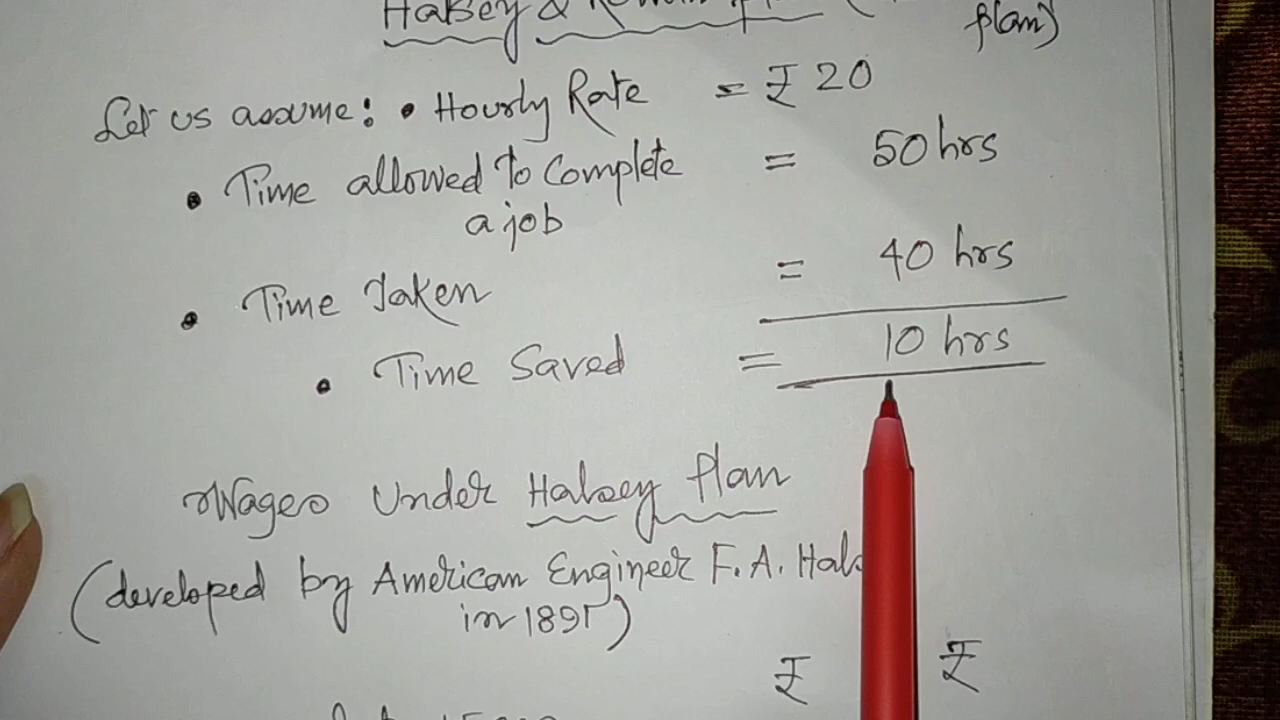 Halsey &
plan)
Let us assume: • Hourly Rate = ₹ 20
• Time allowed to Complete = 50 hrs
a job
• Time Taken = 40 hrs
• Time Saved = 10 hrs
Wages Under Halsey Plan
(developed by American Engineer F.A. Hals
in 1891)
₹ ₹